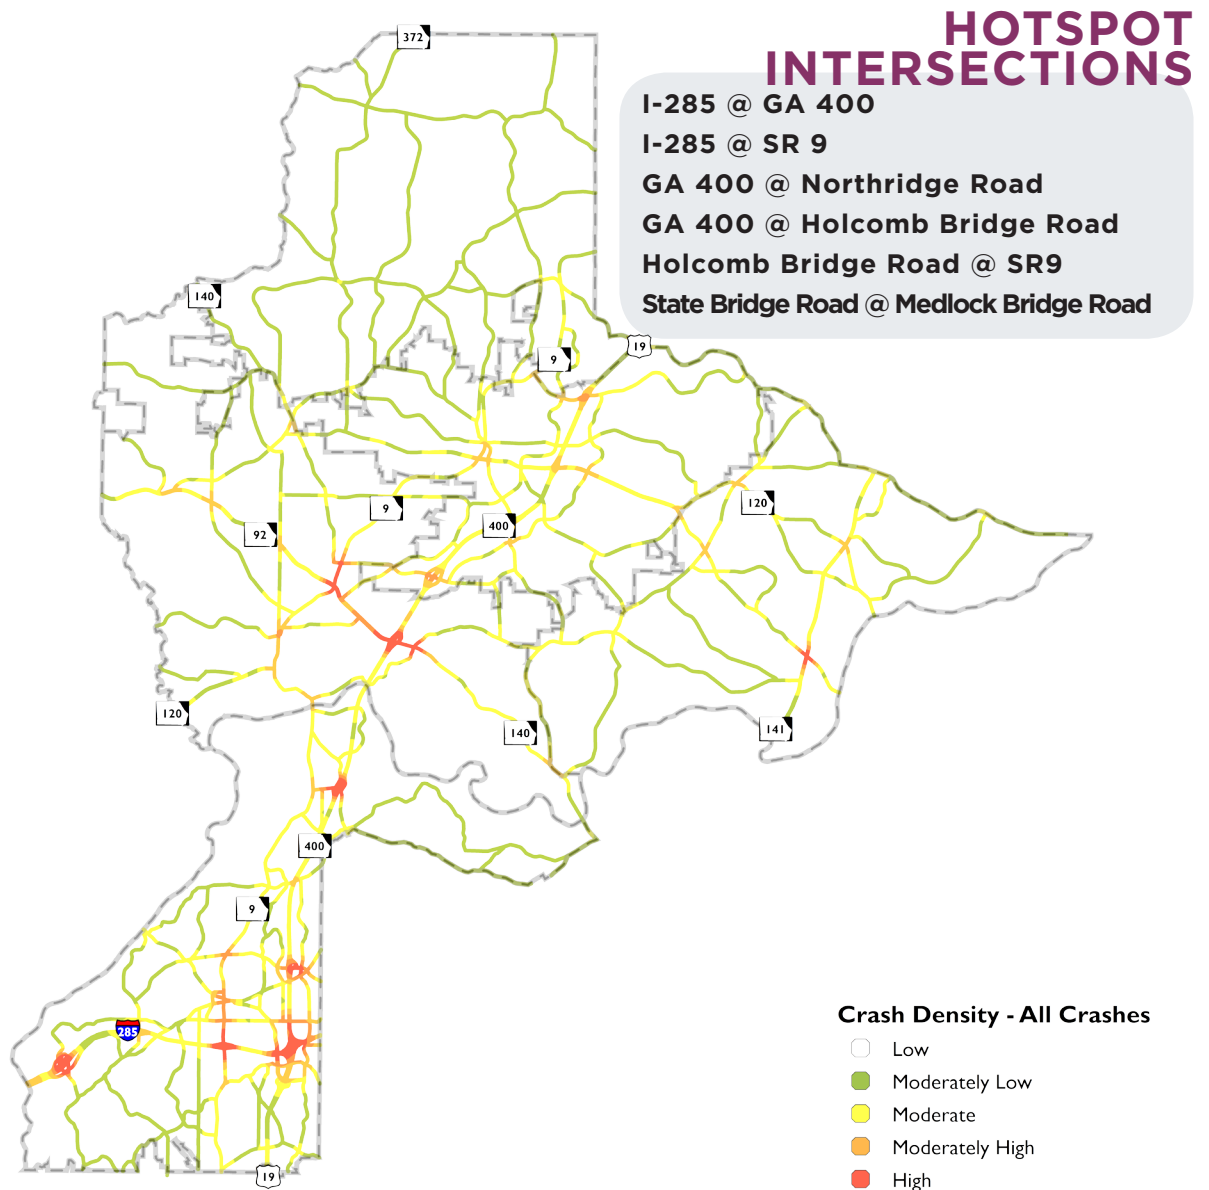 HOTSPOT
INTERSECTIONS
I-285 @ GA 400
I-285 @ SR 9
GA 400 @ Northridge Road
GA 400 @ Holcomb Bridge Road
Holcomb Bridge Road @ SR9
State Bridge Road @ Medlock Bridge Road
372
140
19
9
120
9
400
92
120
140
141
400
9
285
19
Crash Density - All Crashes
Low
Moderately Low
Moderate
Moderately High
High